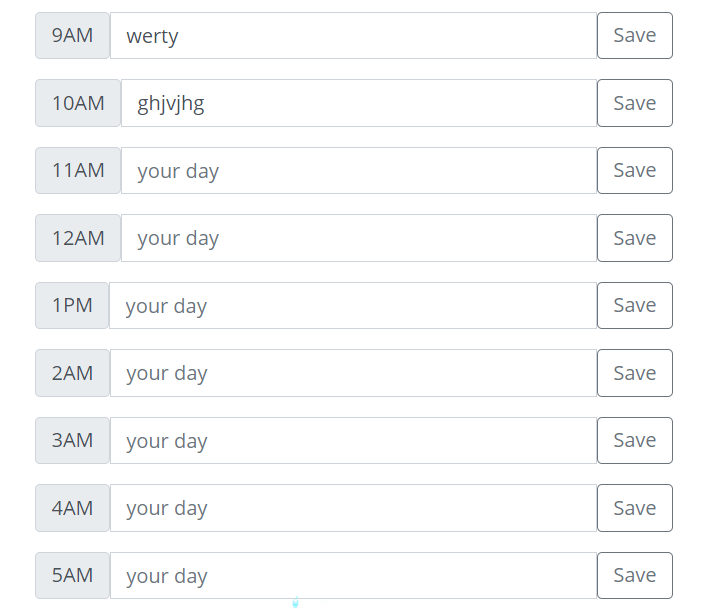 9AM werty Save
10AM ghjvjhg Save
11AM your day Save
12AM your day Save
1PM your day Save
2AM your day Save
3AM your day Save
4AM your day Save
5AM your day Save